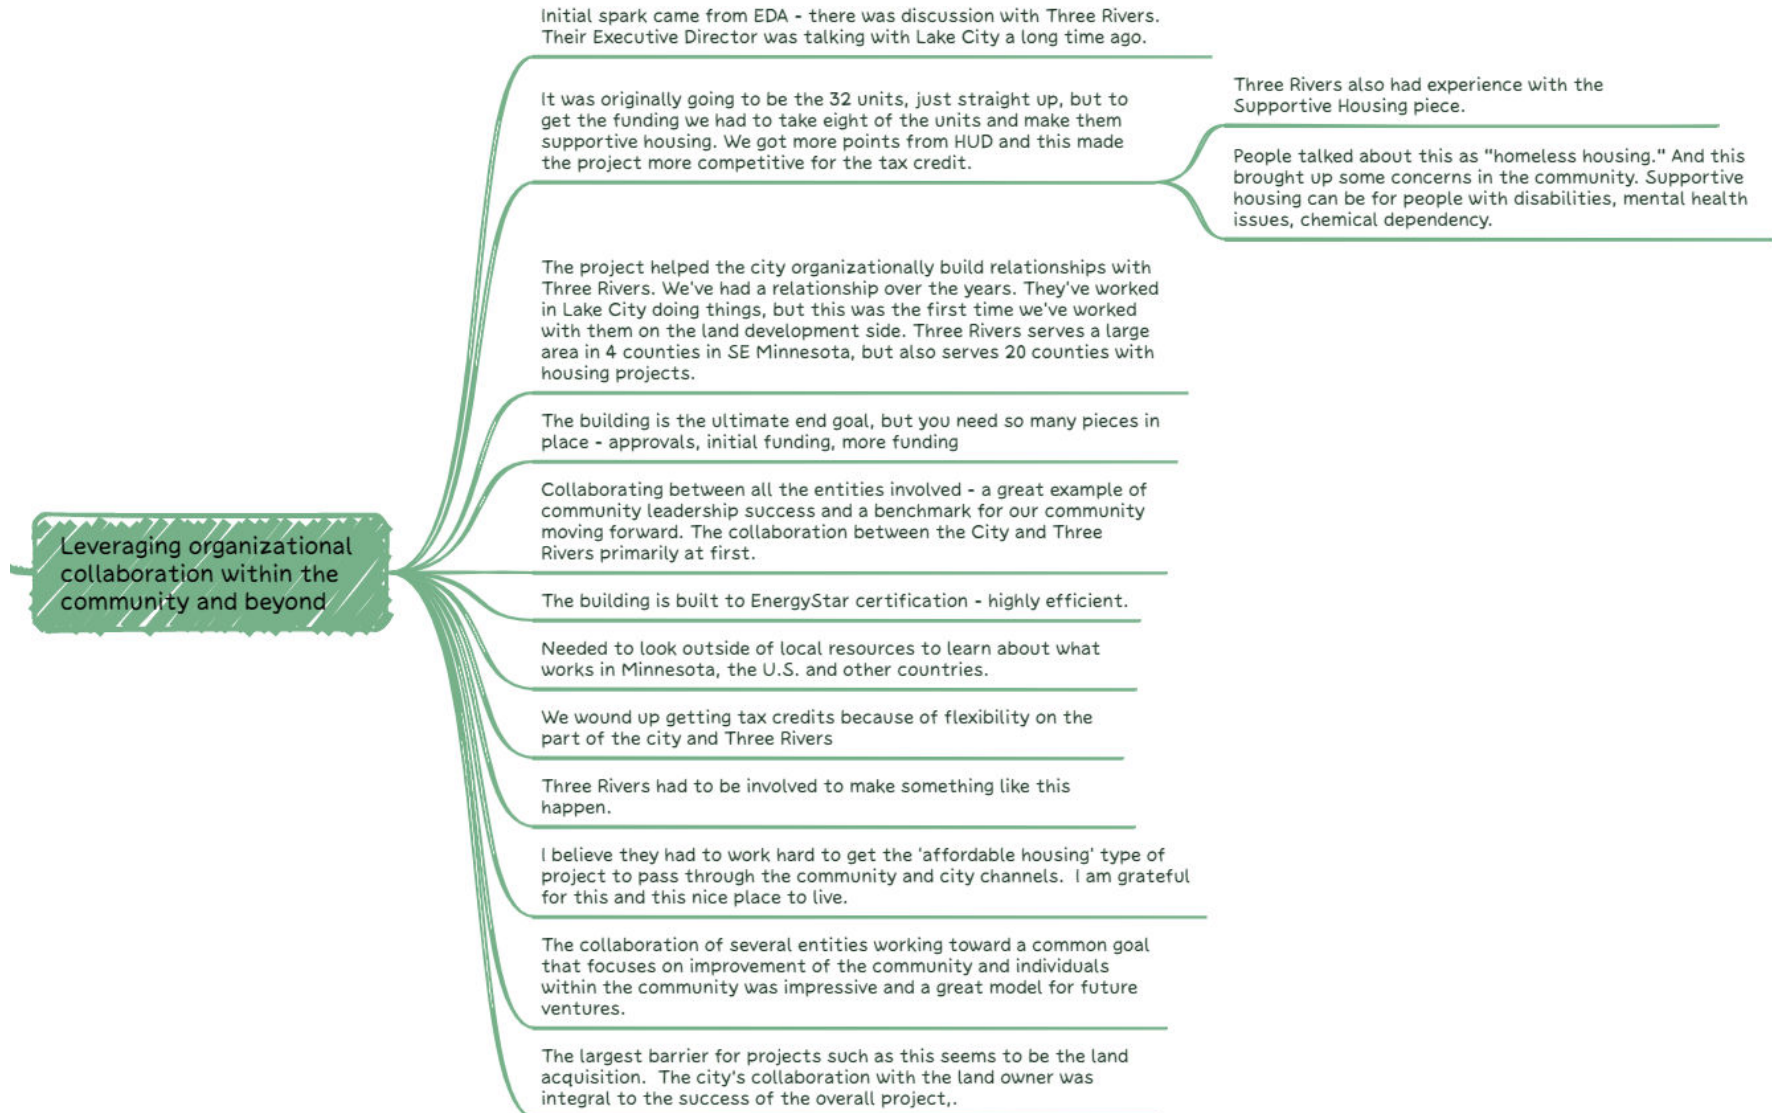 Initial spark came from EDA - there was discussion with Three Rivers.
Their Executive Director was talking with Lake City a long time ago.
It was originally going to be the 32 units, just straight up, but to
get the funding we had to take eight of the units and make them
supportive housing. We got more points from HUD and this made
the project more competitive for the tax credit.
Three Rivers also had experience with the
Supportive Housing piece.
People talked about this as "homeless housing." And this
brought up some concerns in the community. Supportive
housing can be for people with disabilities, mental health
issues, chemical dependency.
The project helped the city organizationally build relationships with
Three Rivers. We've had a relationship over the years. They've worked
in Lake City doing things, but this was the first time we've worked
with them on the land development side. Three Rivers serves a large
area in 4 counties in SE Minnesota, but also serves 20 counties with
housing projects.
The building is the ultimate end goal, but you need so many pieces in
place - approvals, initial funding, more funding
Collaborating between all the entities involved - a great example of
community leadership success and a benchmark for our community
moving forward. The collaboration between the City and Three
Rivers primarily at first.
Leveraging organizational
collaboration within the
community and beyond
The building is built to EnergyStar certification - highly efficient.
Needed to look outside of local resources to learn about what
works in Minnesota, the U.S. and other countries.
We wound up getting tax credits because of flexibility on the
part of the city and Three Rivers
Three Rivers had to be involved to make something like this
happen.
I believe they had to work hard to get the 'affordable housing' type of
project to pass through the community and city channels.  I am grateful
for this and this nice place to live.
The collaboration of several entities working toward a common goal
that focuses on improvement of the community and individuals
within the community was impressive and a great model for future
ventures.
The largest barrier for projects such as this seems to be the land
acquisition.  The city's collaboration with the land owner was
integral to the success of the overall project,.